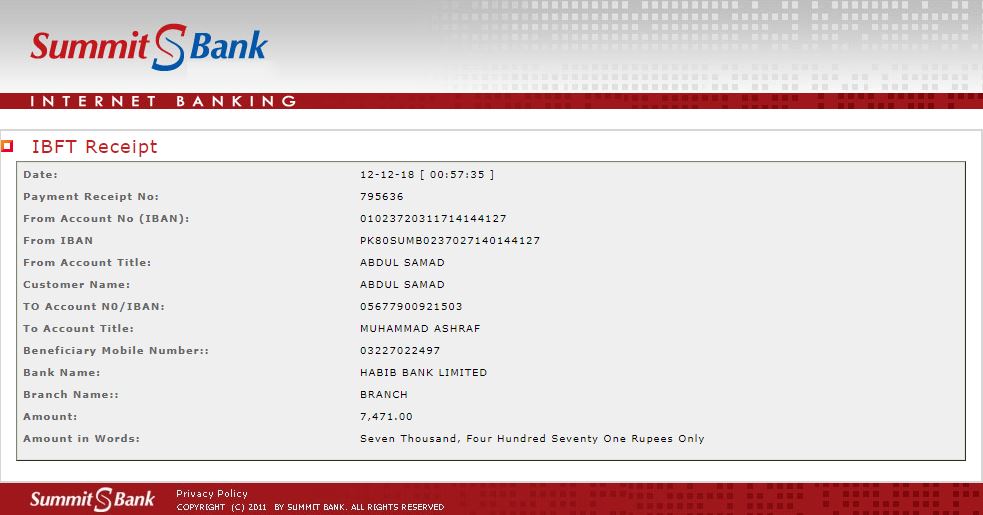 Summit S Bank
INTERNET BANKING
IBFT Receipt
Date: 12-12-18 [ 00:57:35 ]
Payment Receipt No: 795636
From Account No (IBAN): 01023720311714144127
From IBAN PK80SUMB0237027140144127
From Account Title: ABDUL SAMAD
Customer Name: ABDUL SAMAD
TO Account N0/IBAN: 05677900921503
To Account Title: MUHAMMAD ASHRAF
Beneficiary Mobile Number:: 03227022497
Bank Name: HABIB BANK LIMITED
Branch Name:: BRANCH
Amount: 7,471.00
Amount in Words: Seven Thousand, Four Hundred Seventy One Rupees Only
Summit S Bank
Privacy Policy
COPYRIGHT (C) 2011 BY SUMMIT BANK. ALL RIGHTS RESERVED